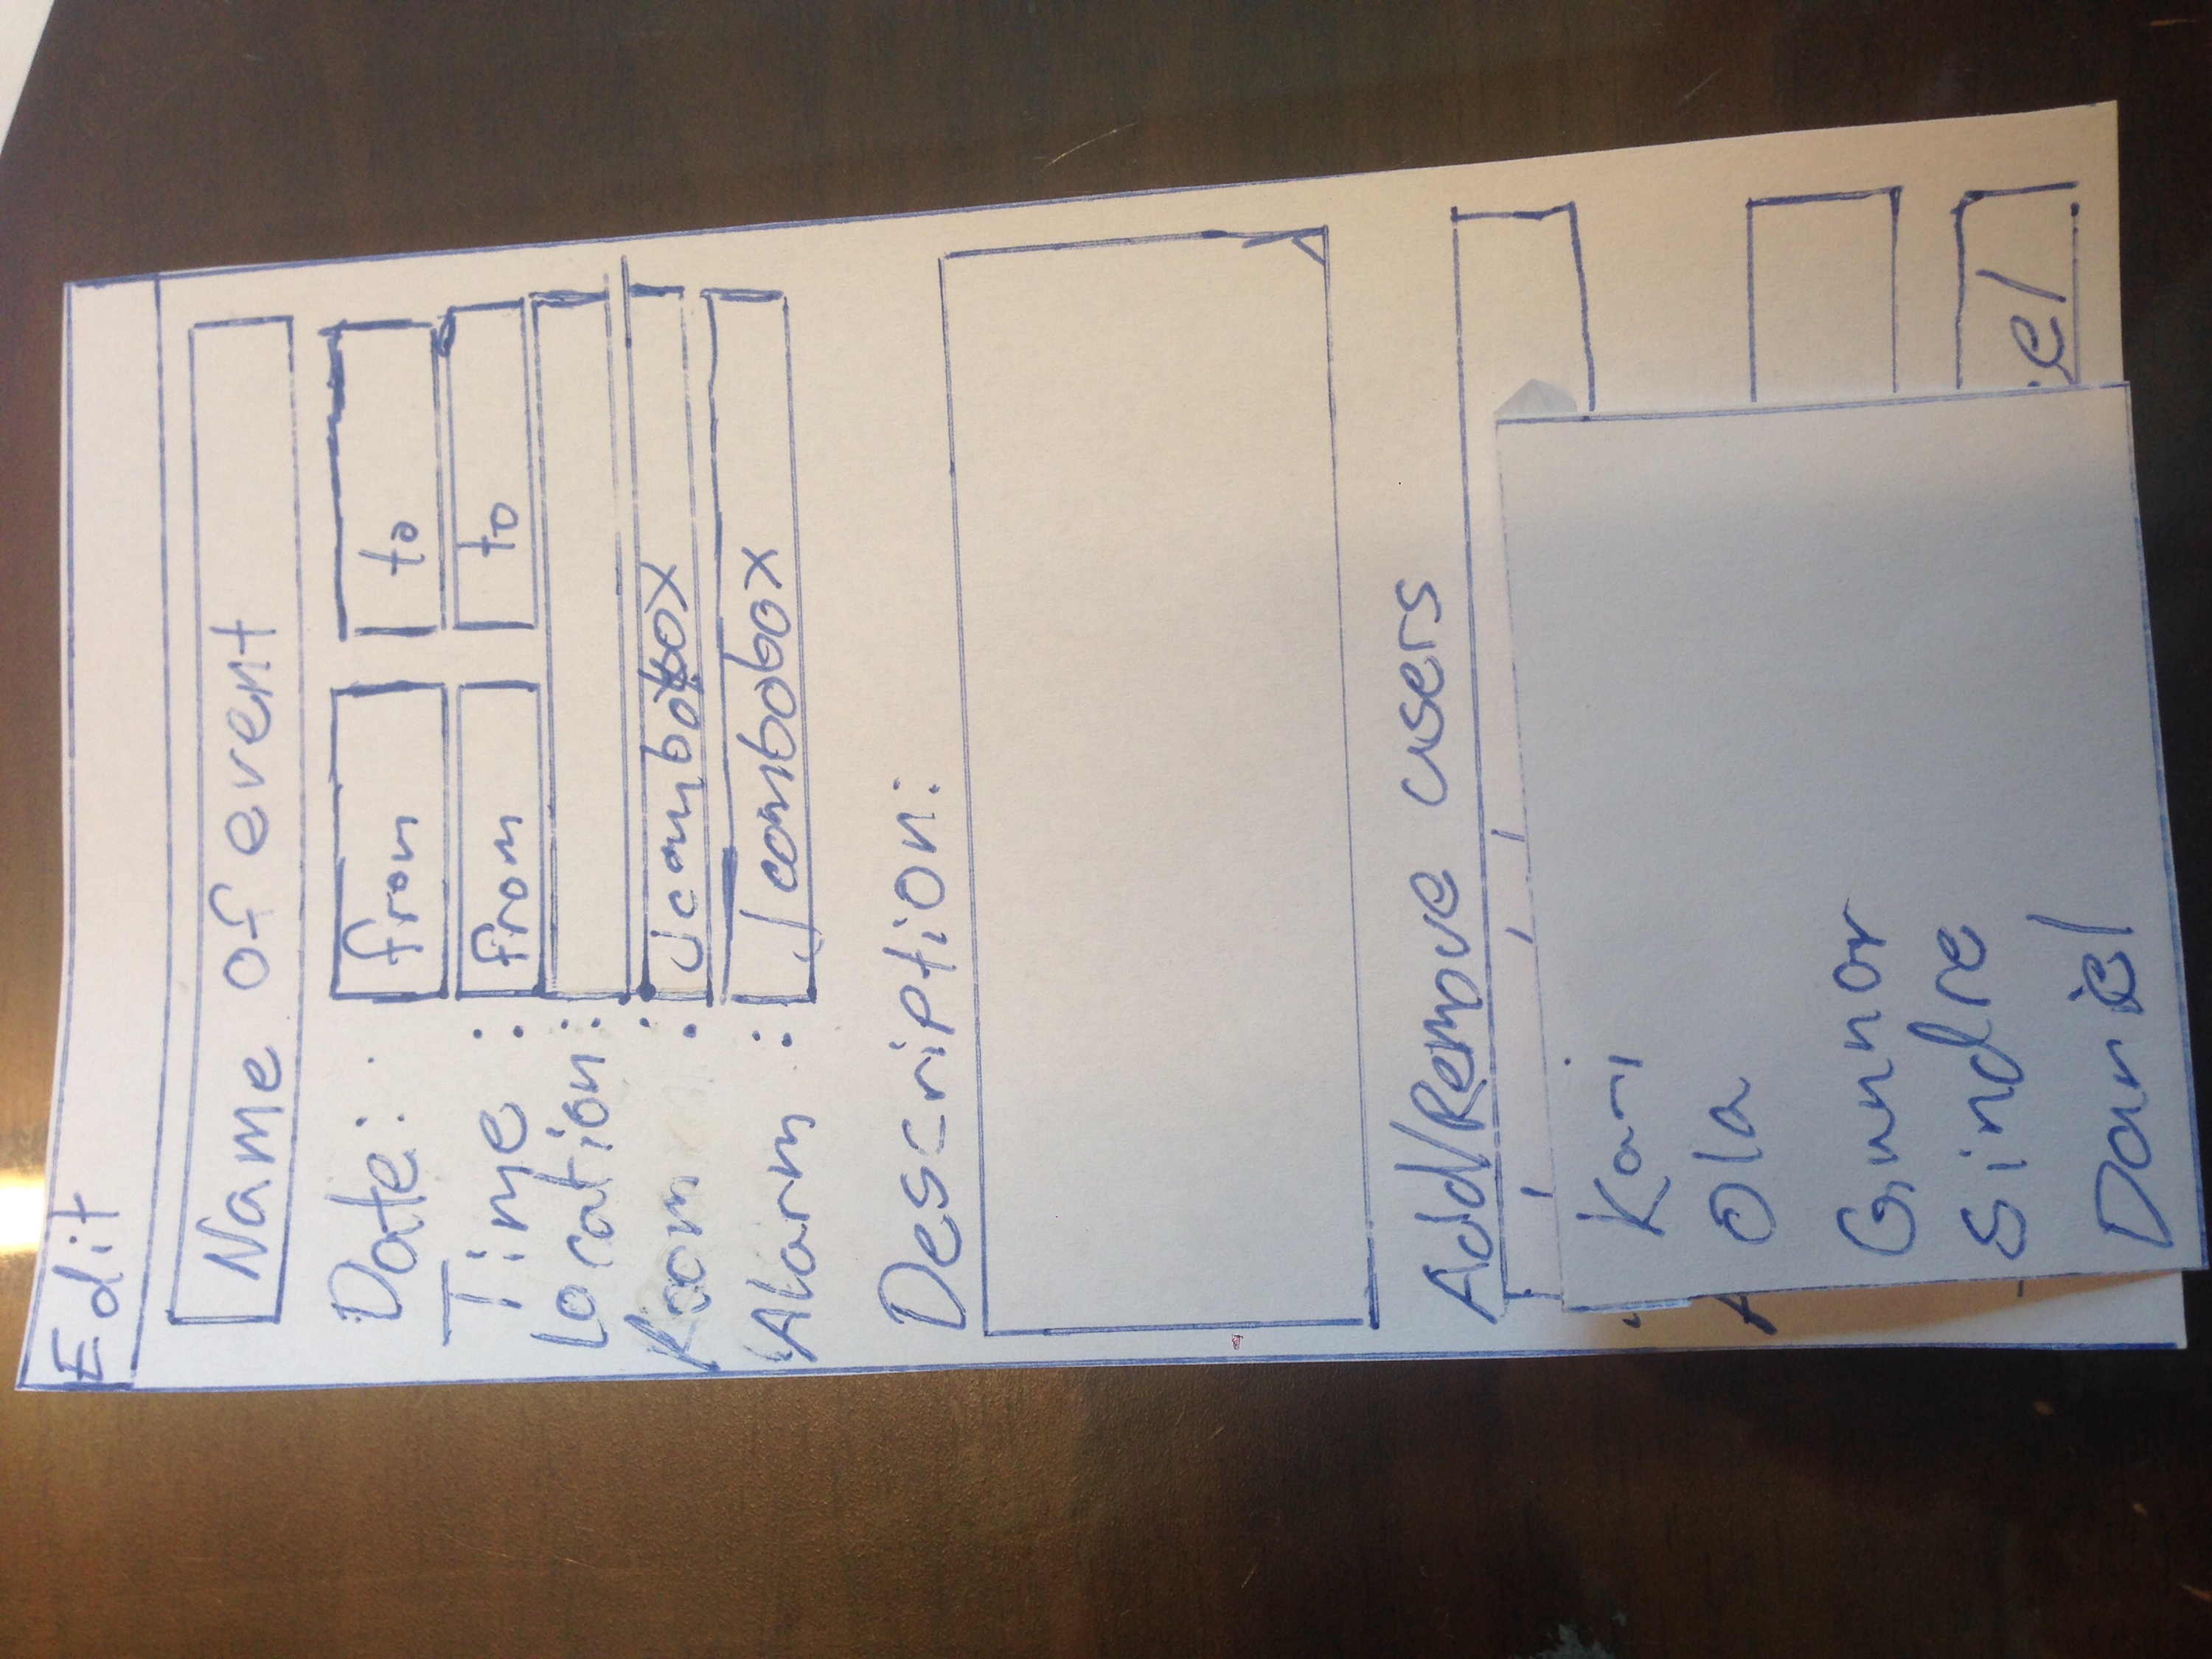 Edit
Name of event
Date: from to
Time : from to
Location:
Room : Jcombobox
Alarm : Jcombobox
Description:
Add/Remove users
Kari
Ola
Gunnar
Sindre
Daniel
el